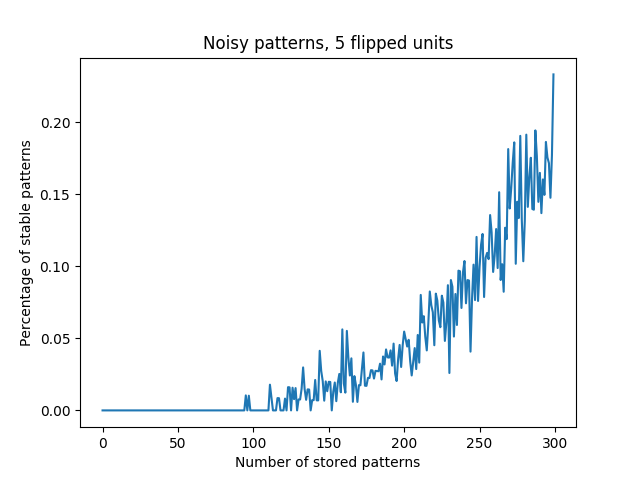 Noisy patterns, 5 flipped units
Percentage of stable patterns
0.20
0.15
0.10
0.05
0.00
0 50 100 150 200 250 300
Number of stored patterns